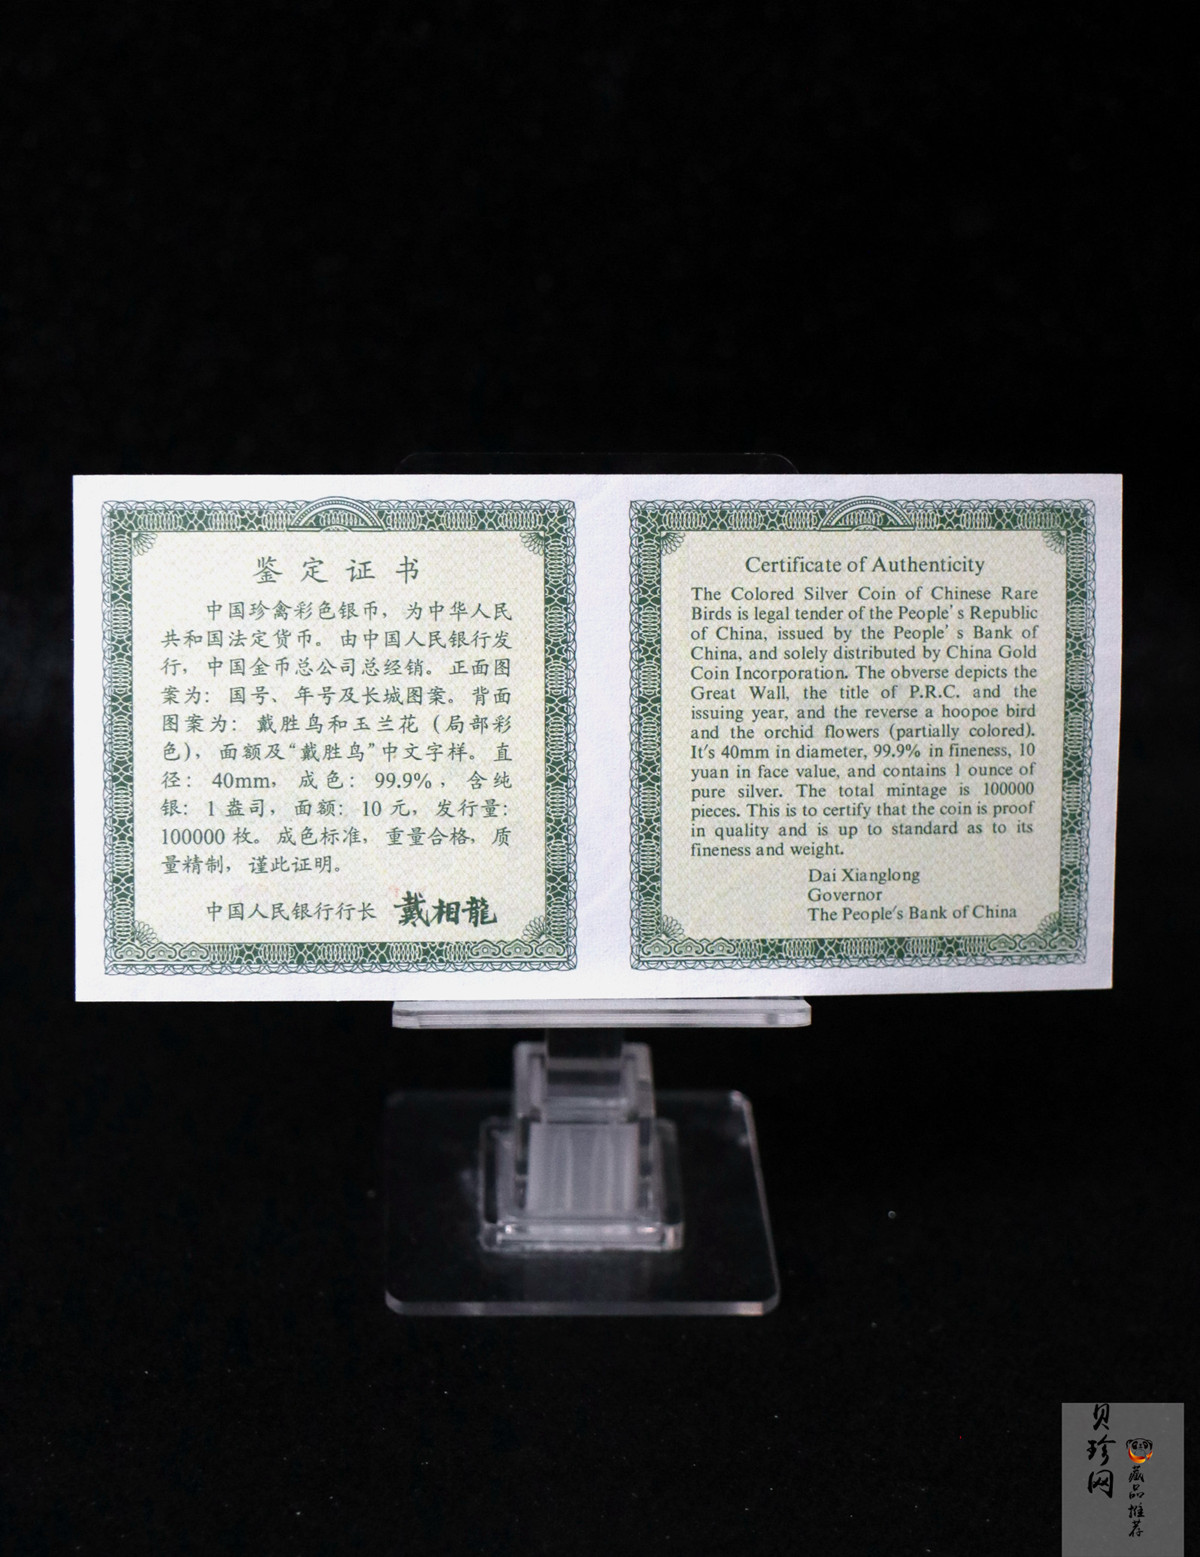 鉴定证书
中国珍禽彩色银币，为中华人民
共和国法定货币。由中国人民银行发
行，中国金币总公司总经销。正面图
案为：国号、年号及长城图案。背面
图案为：戴胜鸟和玉兰花（局部彩
色），面额及“戴胜鸟”中文字样。直
径：40mm，成色：99.9%，含纯
银：1盎司，面额：10元，发行量：
100000枚。成色标准，重量合格，质
量精制，谨此证明。
中国人民银行行长 戴相龍
Certificate of Authenticity
The Colored Silver Coin of Chinese Rare
Birds is legal tender of the People's Republic
of China, issued by the People's Bank of
China, and solely distributed by China Gold
Coin Incorporation. The obverse depicts the
Great Wall, the title of P.R.C. and the
issuing year, and the reverse a hoopoe bird
and the orchid flowers (partially colored).
It's 40mm in diameter, 99.9% in fineness, 10
yuan in face value, and contains 1 ounce of
pure silver. The total mintage is 100000
pieces. This is to certify that the coin is proof
in quality and is up to standard as to its
fineness and weight.
Dai Xianglong
Governor
The People's Bank of China
贝珍网
藏品推荐